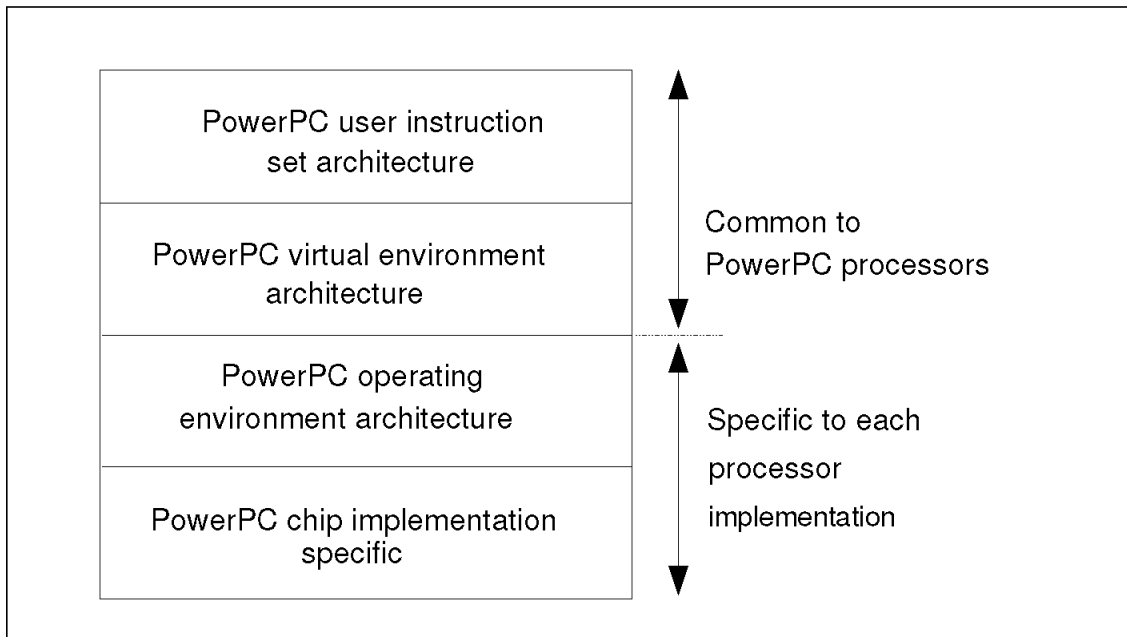 PowerPC user instruction
set architecture
PowerPC virtual environment
architecture
Common to
PowerPC processors
PowerPC operating
environment architecture
Specific to each
processor
implementation
PowerPC chip implementation
specific